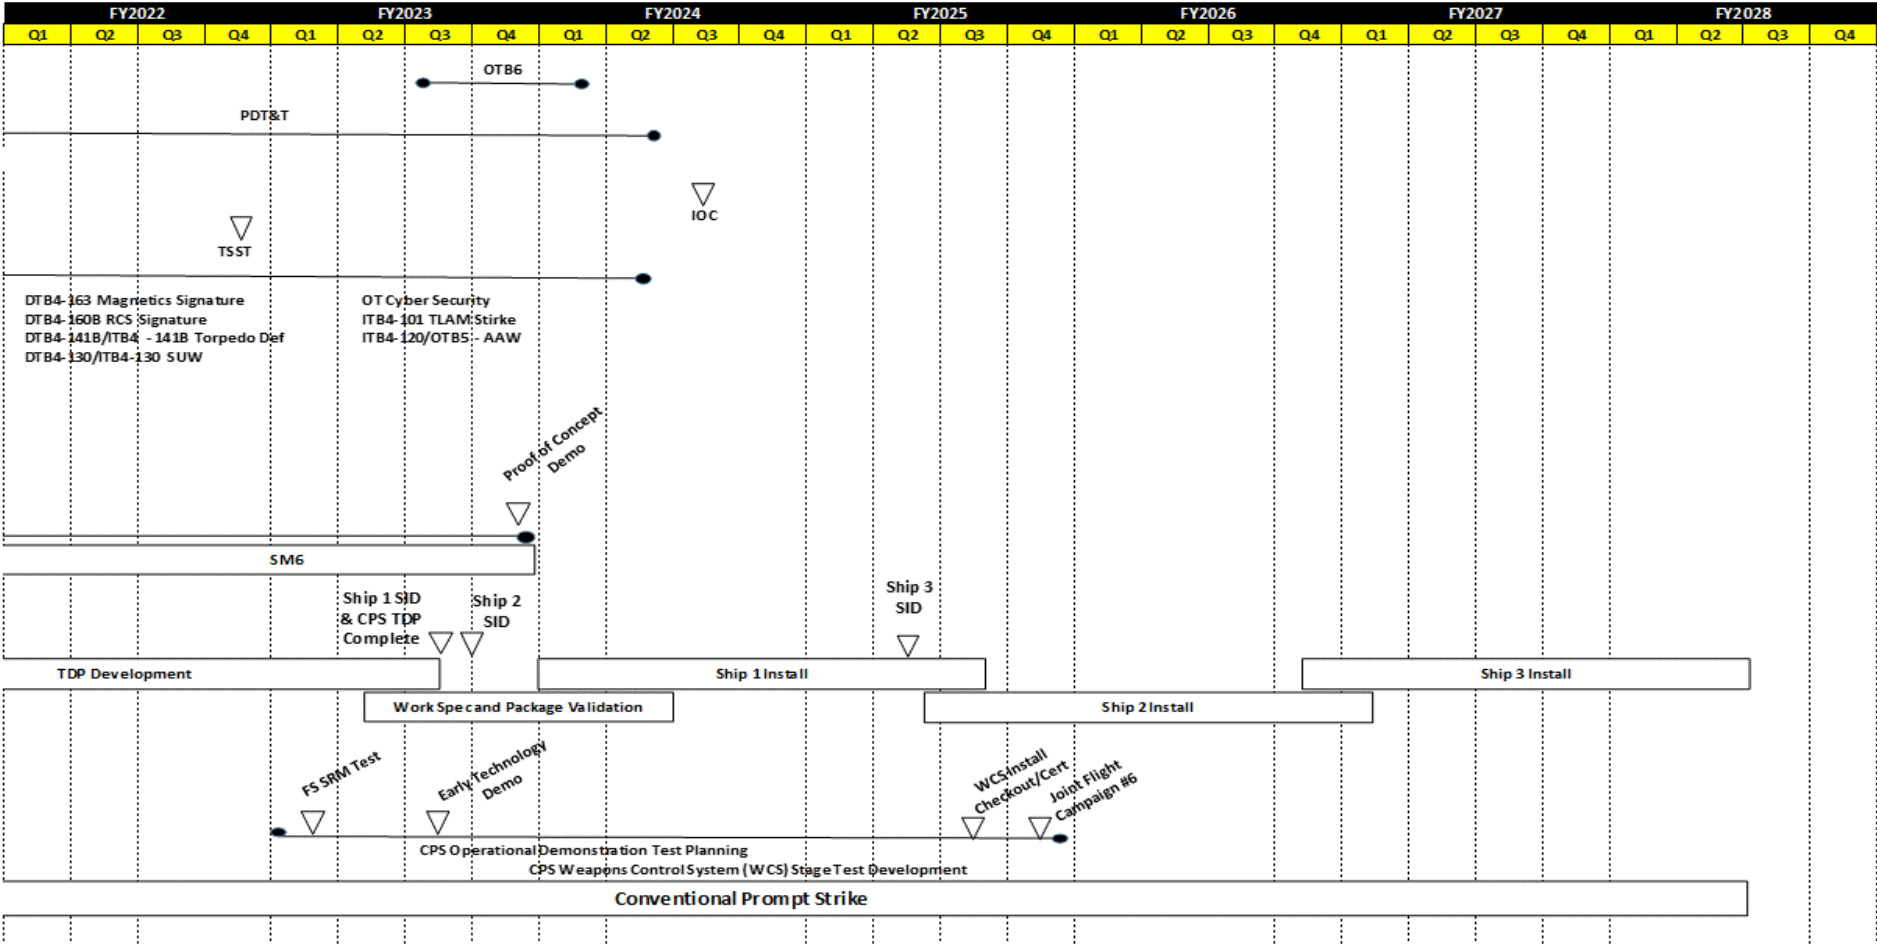 FY2022 FY2023 FY2024 FY2025 FY2026 FY2027 FY2028
Q1 Q2 Q3 Q4 Q1 Q2 Q3 Q4 Q1 Q2 Q3 Q4 Q1 Q2 Q3 Q4 Q1 Q2 Q3 Q4 Q1 Q2 Q3 Q4 Q1 Q2 Q3 Q4
OTB6
PDT&T
IOC
TSST
DTB4-163 Magnetics Signature
DTB4-160B RCS Signature
DTB4-141B/ITB4 - 141B Torpedo Def
DTB4-130/ITB4-130 SUW
OT Cyber Security
ITB4-101 TLAM Stirke
ITB4-120/OTB5 - AAW
Proof of Concept
Demo
SM6
Ship 1 SID
& CPS TDP
Complete
Ship 2
SID
Ship 3
SID
TDP Development
Ship 1 Install
Ship 3 Install
Work Spec and Package Validation
Ship 2 Install
FS SRM Test
Early Technology
Demo
WCS Install
Checkout/Cert
Joint Flight
Campaign #6
CPS Operational Demonstration Test Planning
CPS Weapons Control System (WCS) Stage Test Development
Conventional Prompt Strike